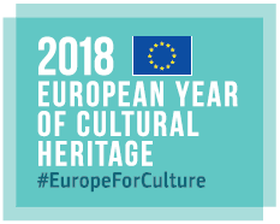 2018
EUROPEAN YEAR
OF CULTURAL
HERITAGE
#EuropeForCulture